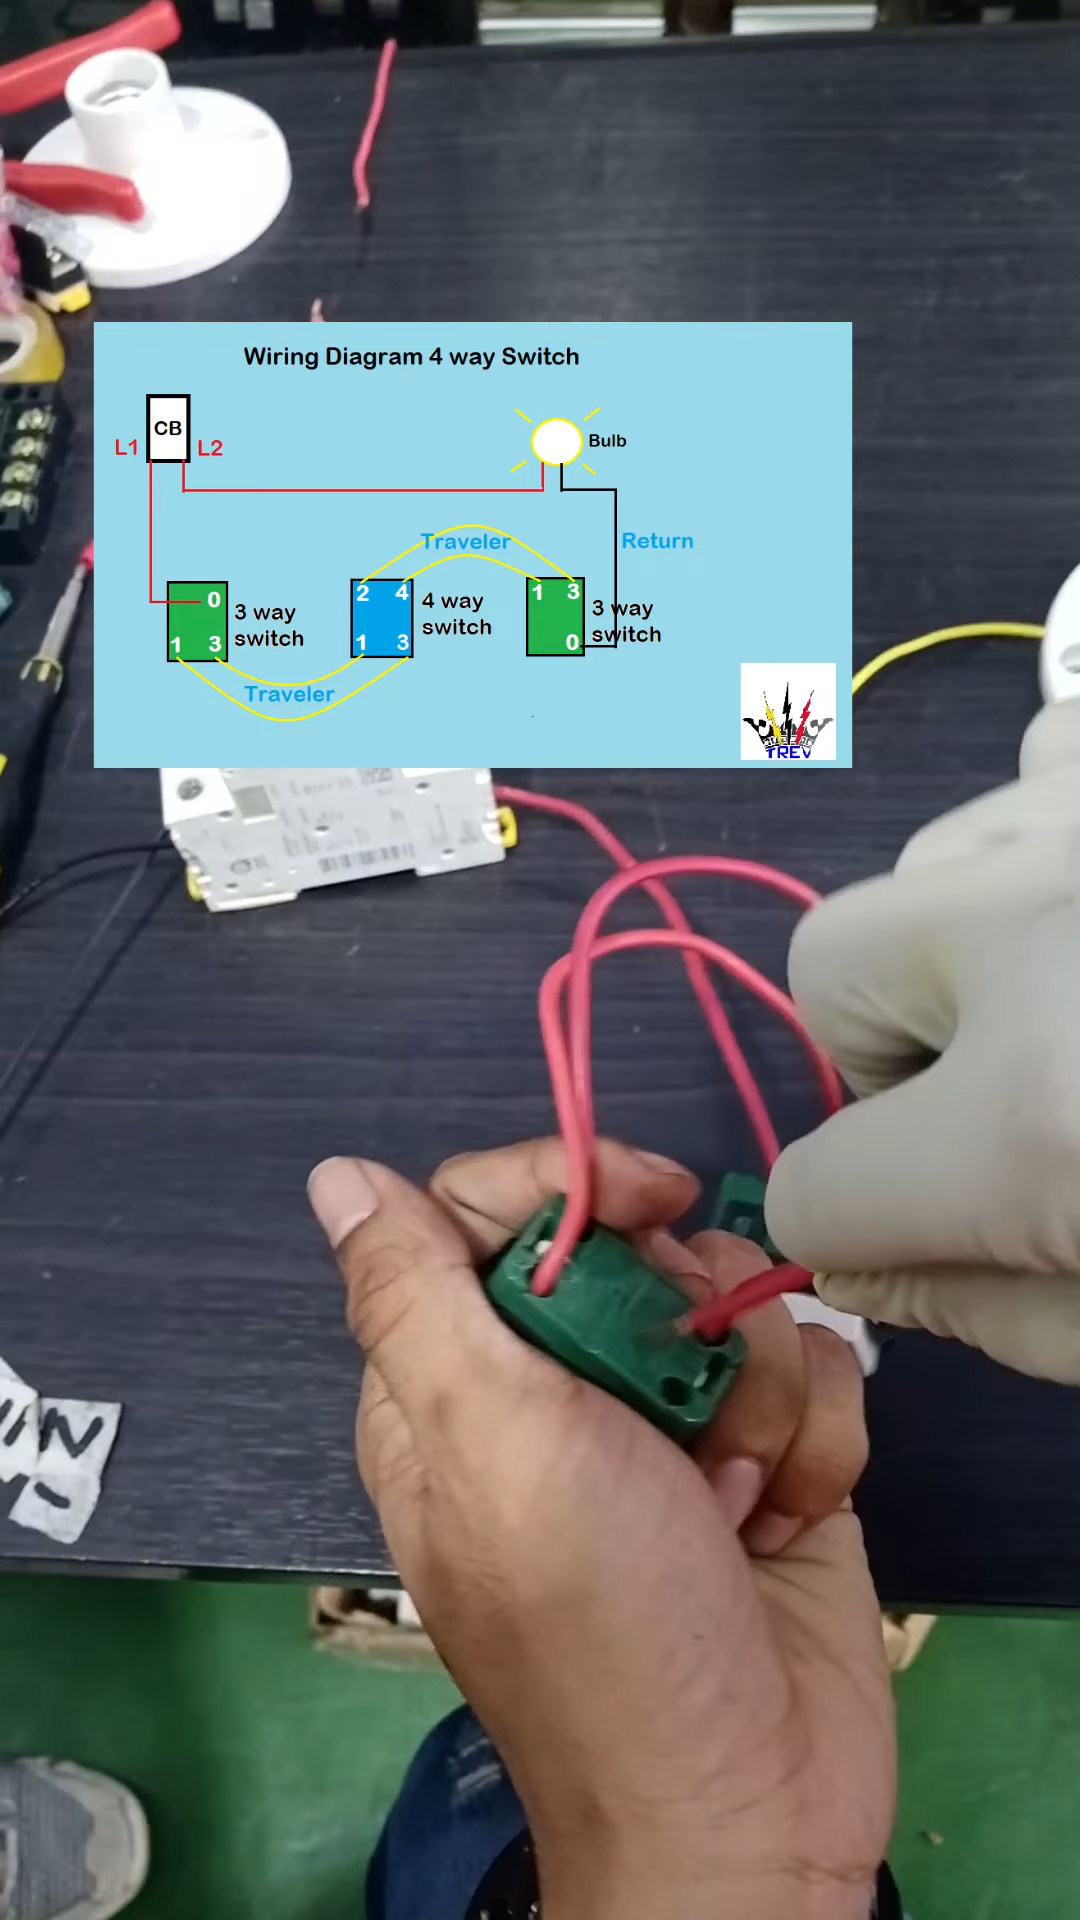 Wiring Diagram 4 way Switch
CB
L1
L2
Bulb
Traveler
Return
0
3 way
switch
1 3
2 4
1 3
4 way
switch
1 3
0
3 way
switch
Traveler
TREV